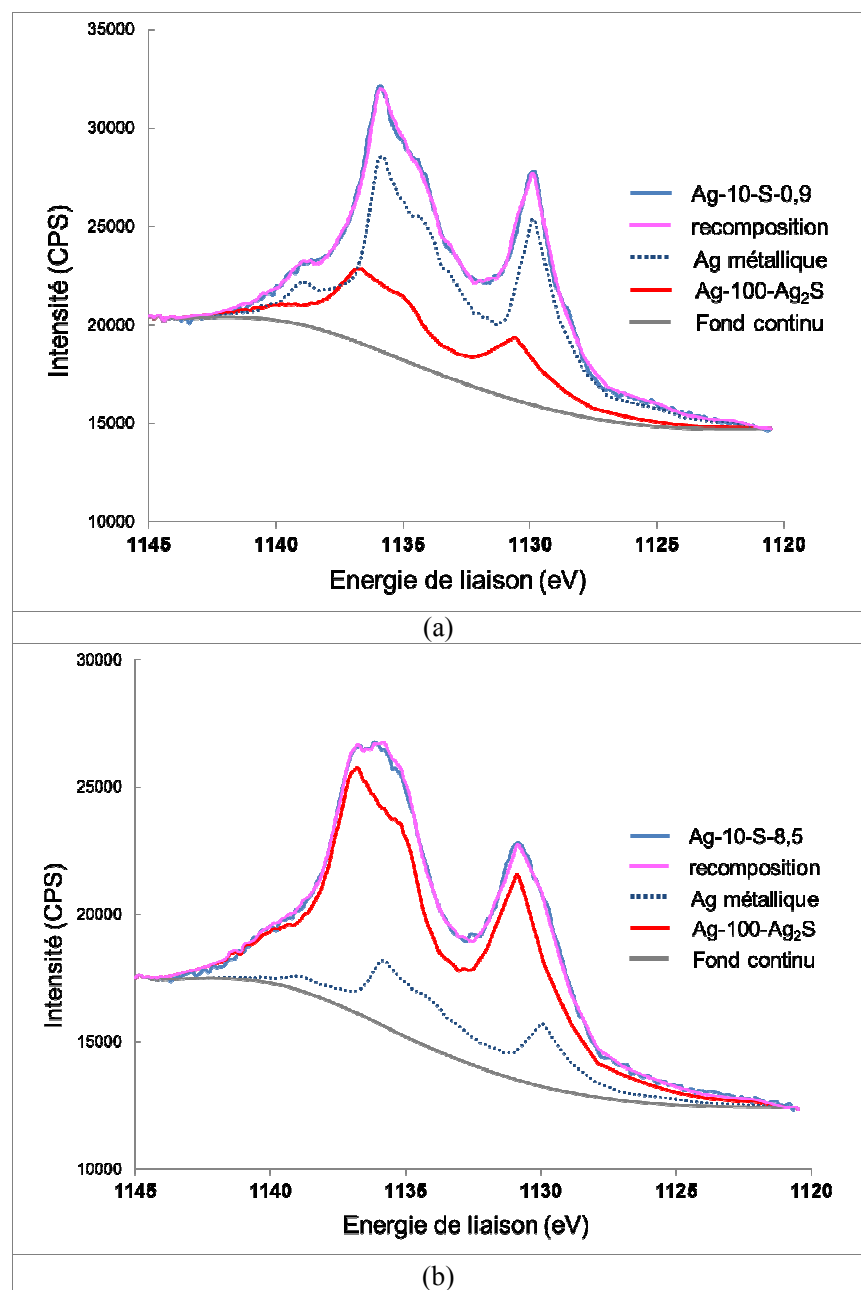 35000
30000
25000
20000
15000
10000
Intensité (CPS)
Ag-10-S-0,9
recomposition
Ag métallique
Ag-100-Ag₂S
Fond continu
1145 1140 1135 1130 1125 1120
Energie de liaison (eV)
(a)
30000
25000
20000
15000
10000
Intensité (CPS)
Ag-10-S-8,5
recomposition
Ag métallique
Ag-100-Ag₂S
Fond continu
1145 1140 1135 1130 1125 1120
Energie de liaison (eV)
(b)